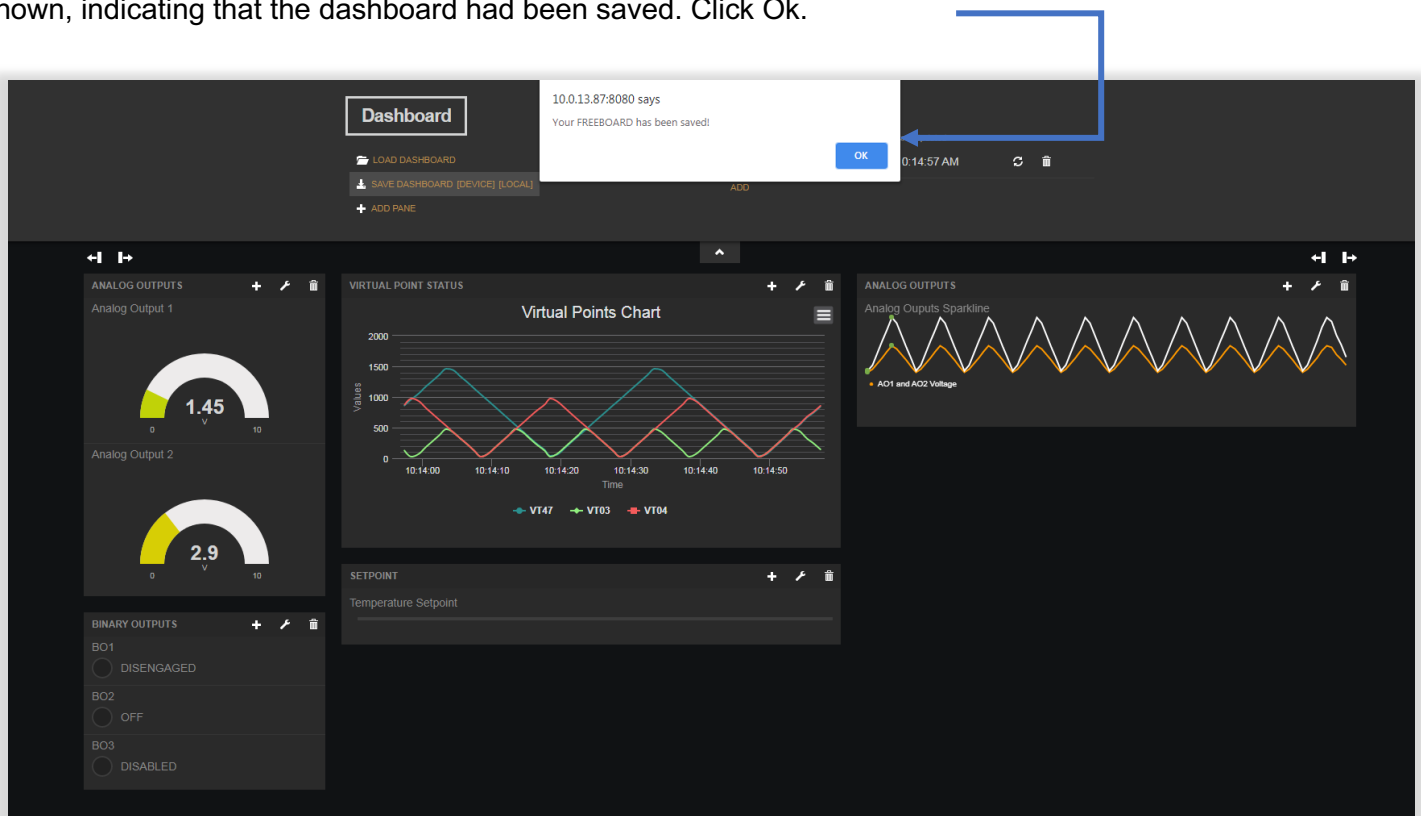 indicating that the dashboard had been saved. Click Ok.
10.0.13.87:8080 says
Your FREEBOARD has been saved!
OK
Dashboard
LOAD DASHBOARD
SAVE DASHBOARD [DEVICE] [LOCAL]
ADD PANE
0:14:57 AM
ADD
ANALOG OUTPUTS
Analog Output 1
1.45
V
0
10
Analog Output 2
2.9
V
0
10
BINARY OUTPUTS
BO1
DISENGAGED
BO2
OFF
BO3
DISABLED
VIRTUAL POINT STATUS
Virtual Points Chart
Values
2000
1500
1000
500
0
10:14:00 10:14:10 10:14:20 10:14:30 10:14:40 10:14:50
Time
VT47 VT03 VT04
SETPOINT
Temperature Setpoint
ANALOG OUTPUTS
Analog Ouputs Sparkline
AO1 and AO2 Voltage